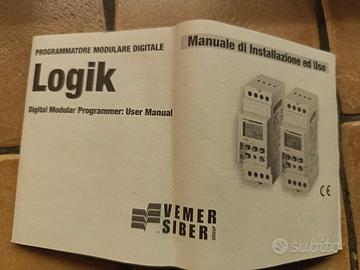 PROGRAMMATORE MODULARE DIGITALE
Logik
Digital Modular Programmer: User Manual
VEMER
SIBER
GROUP
Manuale di Installazione ed Uso
CE
subito